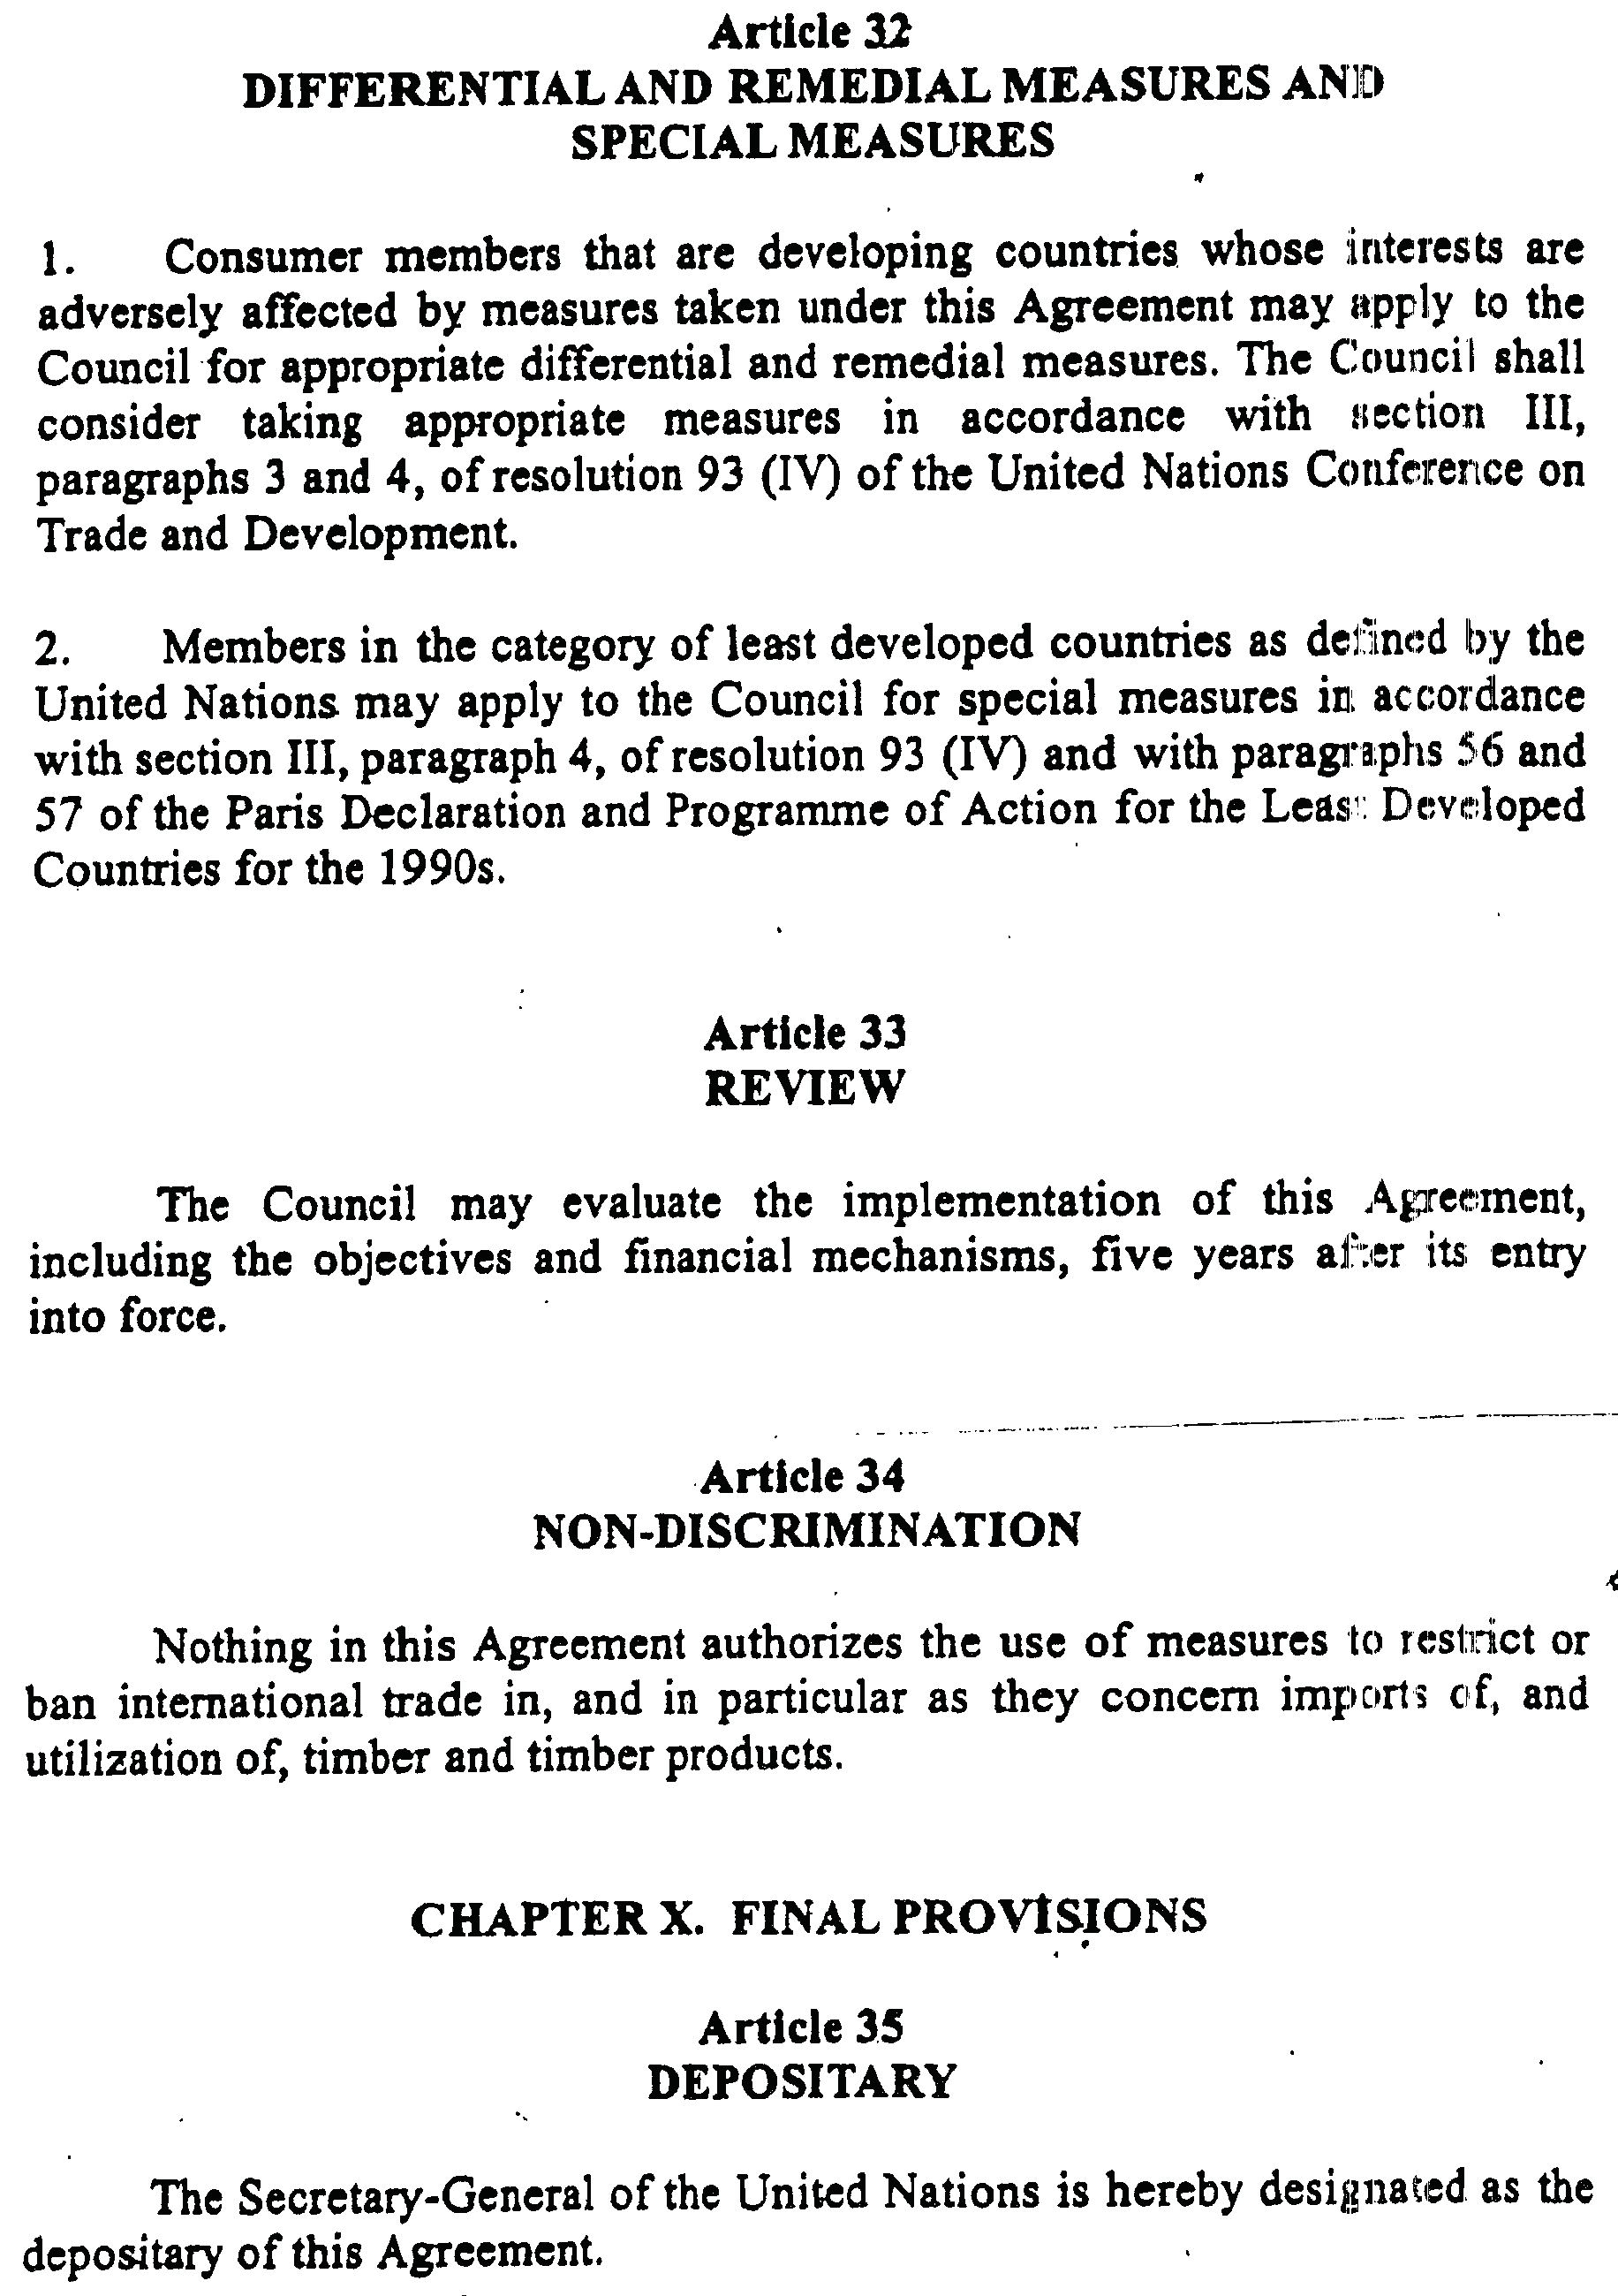 Article 32
DIFFERENTIAL AND REMEDIAL MEASURES AND
SPECIAL MEASURES
1. Consumer members that are developing countries whose interests are
adversely affected by measures taken under this Agreement may apply to the
Council for appropriate differential and remedial measures. The Council shall
consider taking appropriate measures in accordance with section III,
paragraphs 3 and 4, of resolution 93 (IV) of the United Nations Conference on
Trade and Development.
2. Members in the category of least developed countries as defined by the
United Nations may apply to the Council for special measures in accordance
with section III, paragraph 4, of resolution 93 (IV) and with paragraphs 56 and
57 of the Paris Declaration and Programme of Action for the Least Developed
Countries for the 1990s.
Article 33
REVIEW
The Council may evaluate the implementation of this Agreement,
including the objectives and financial mechanisms, five years after its entry
into force.
Article 34
NON-DISCRIMINATION
Nothing in this Agreement authorizes the use of measures to restrict or
ban international trade in, and in particular as they concern imports of, and
utilization of, timber and timber products.
CHAPTER X. FINAL PROVISIONS
Article 35
DEPOSITARY
The Secretary-General of the United Nations is hereby designated as the
depositary of this Agreement.